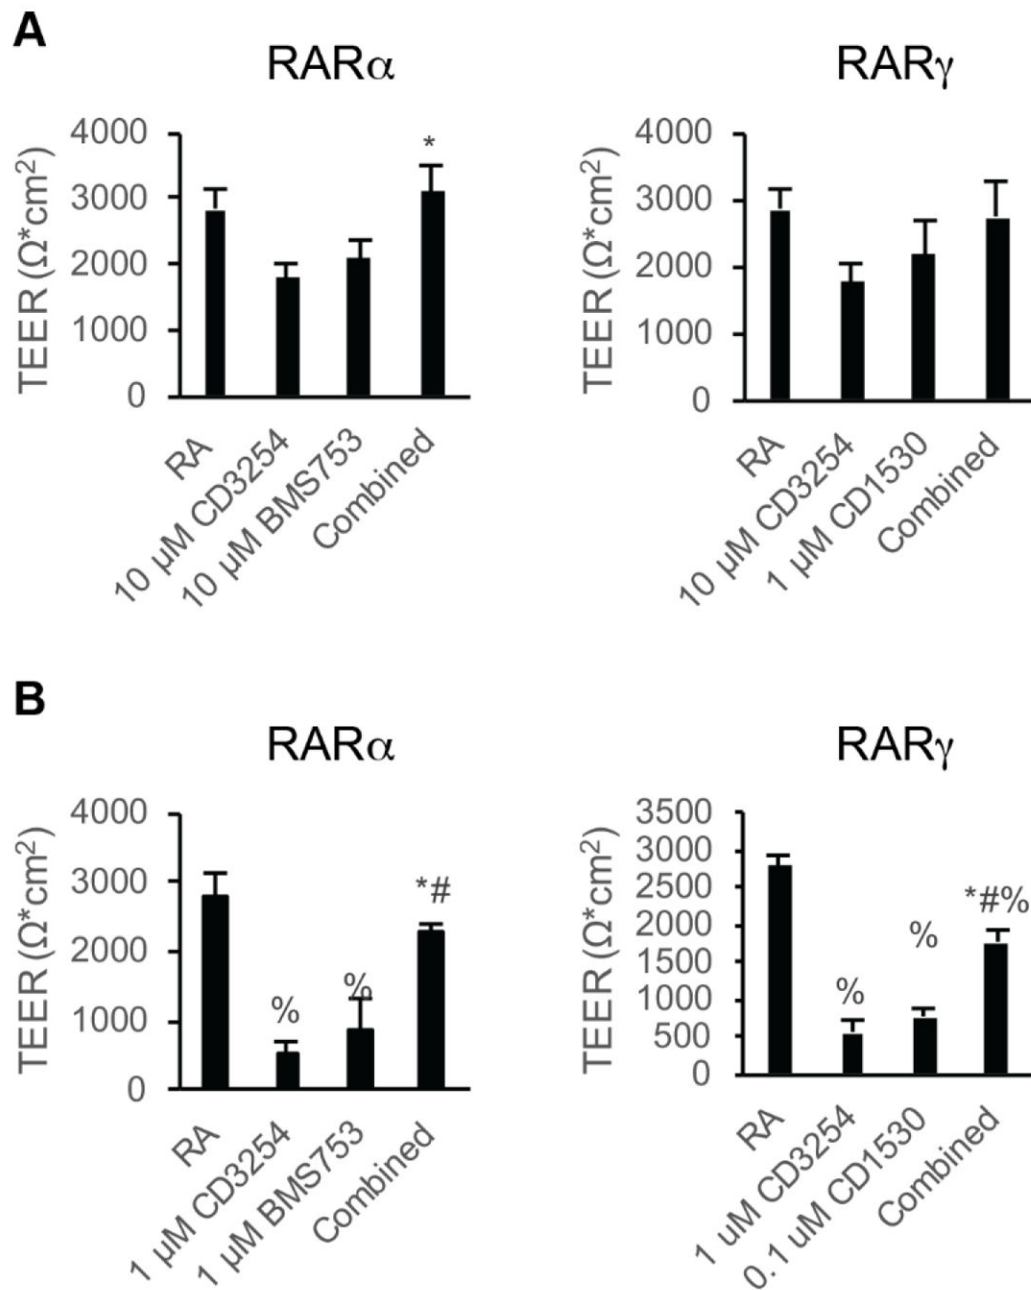 A
RARα
TEER (Ω*cm²)
4000
3000
2000
1000
0
*
RA
10 µM CD3254
10 µM BMS753
Combined
RARγ
TEER (Ω*cm²)
4000
3000
2000
1000
0
RA
10 µM CD3254
1 µM CD1530
Combined
B
RARα
TEER (Ω*cm²)
4000
3000
2000
1000
0
%
%
*#
RA
1 µM CD3254
1 µM BMS753
Combined
RARγ
TEER (Ω*cm²)
3500
3000
2500
2000
1500
1000
500
0
%
%
*#%
RA
1 uM CD3254
0.1 uM CD1530
Combined